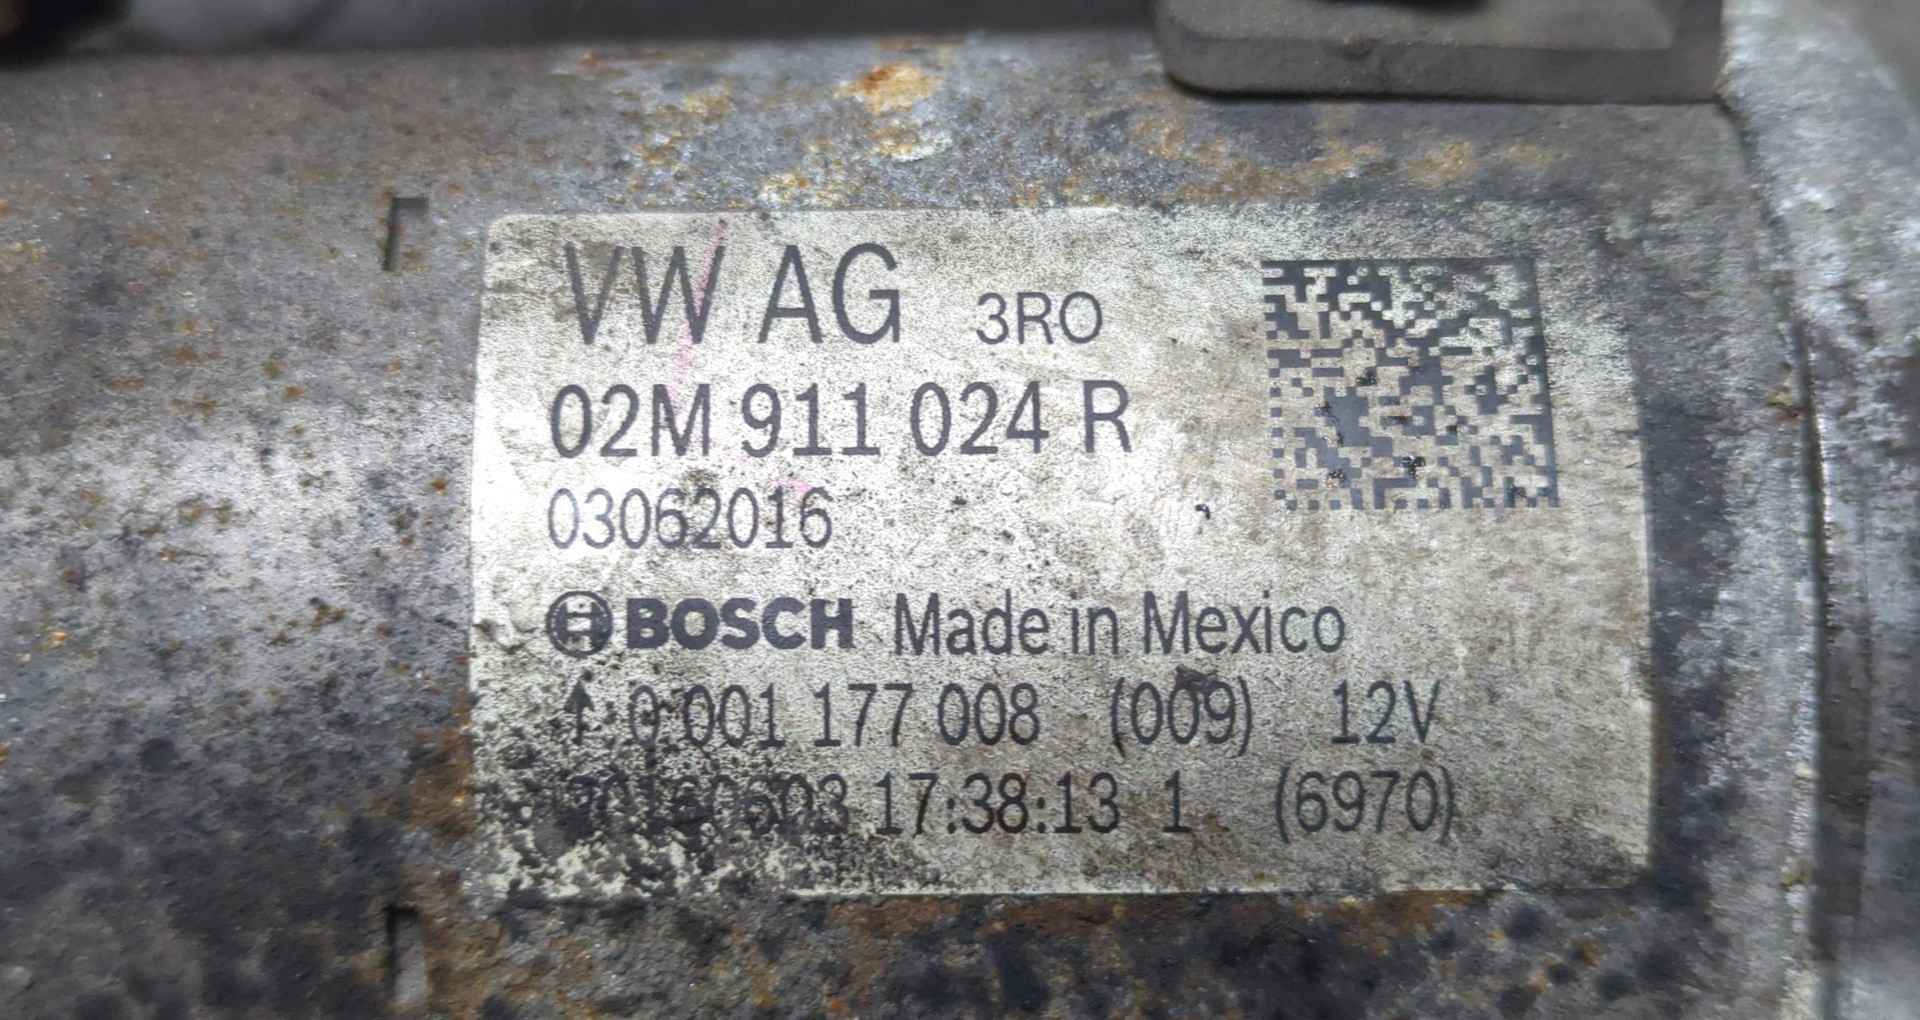 VW AG 3RO
02M 911 024 R
03062016
BOSCH Made in Mexico
↑ 0 001 177 008 (009) 12V
20160603 17:38:13 1 (6970)